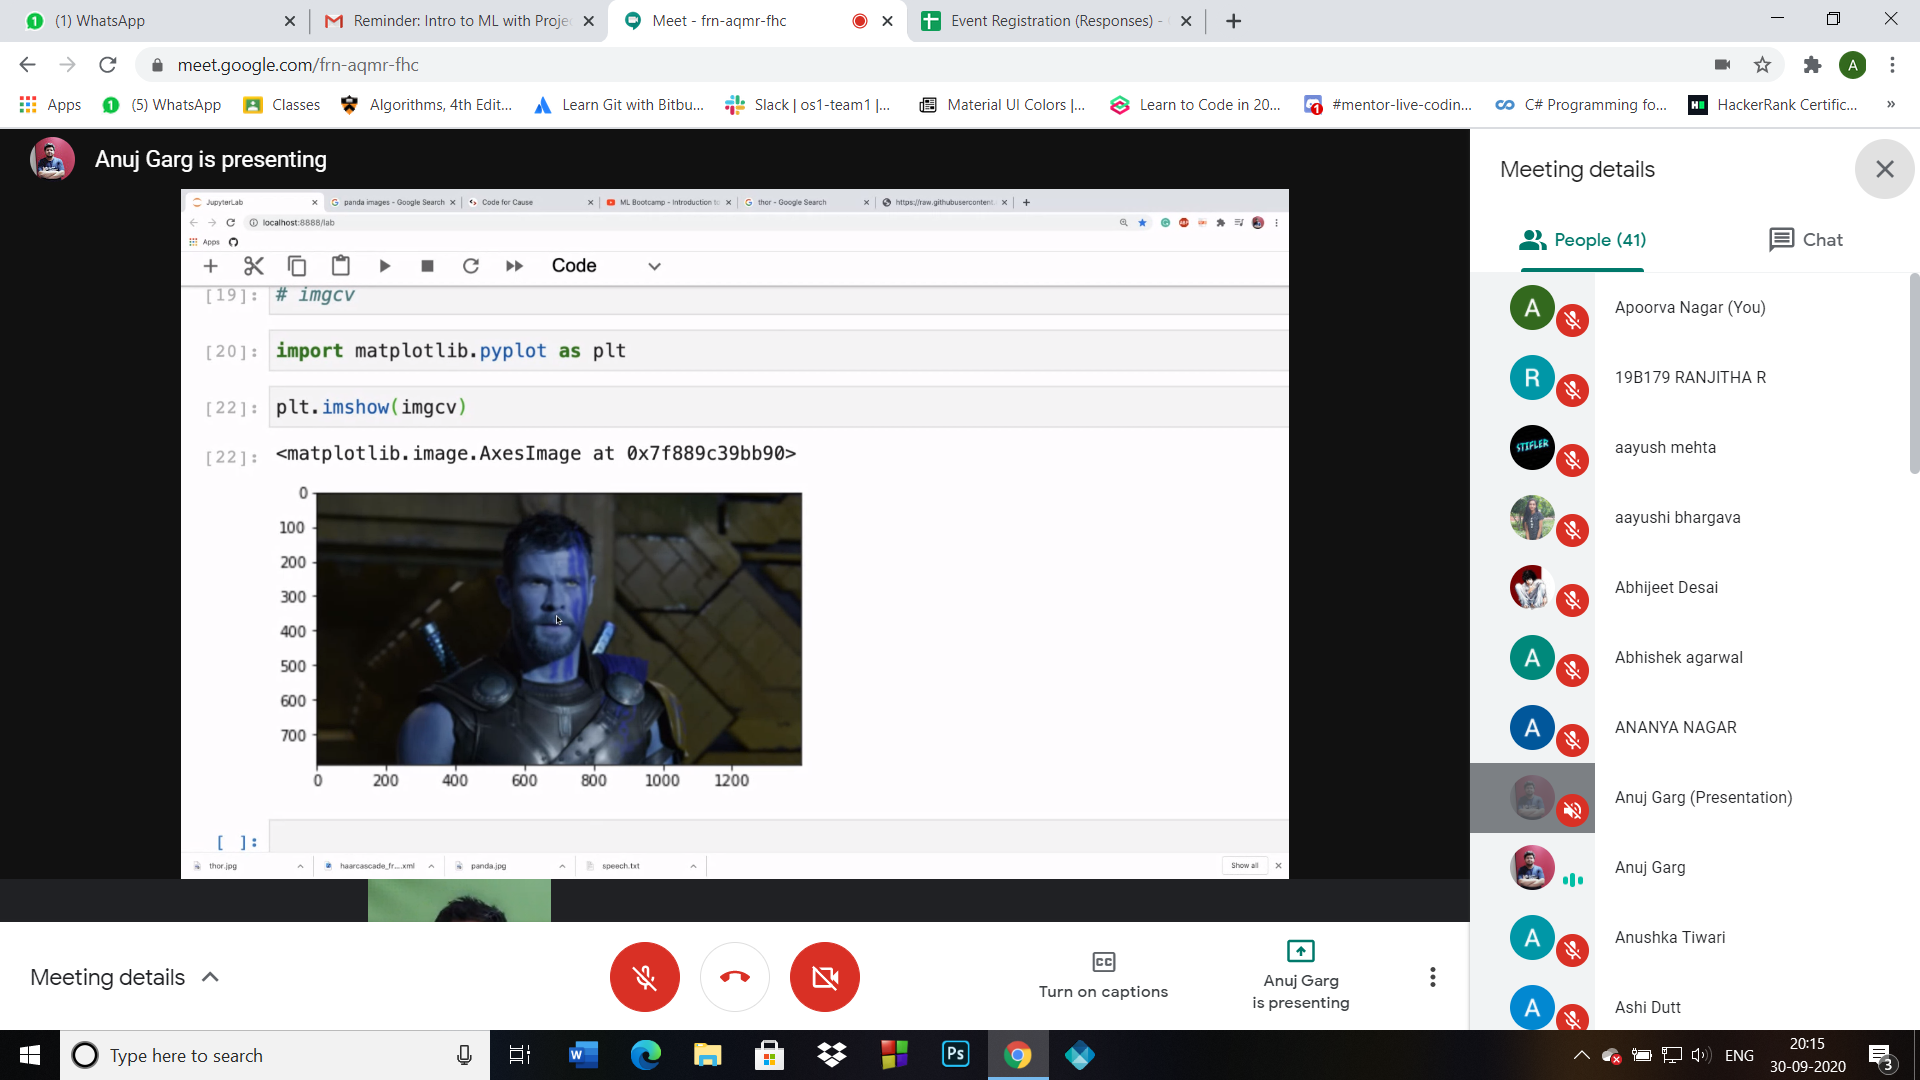 (1) WhatsApp
Reminder: Intro to ML with Proje
Meet - frn-aqmr-fhc
Event Registration (Responses) -
meet.google.com/frn-aqmr-fhc
A
Apps
(5) WhatsApp
Classes
Algorithms, 4th Edit...
Learn Git with Bitbu...
Slack | os1-team1 |...
Material UI Colors |...
Learn to Code in 20...
#mentor-live-codin...
C# Programming fo...
HackerRank Certific...
»
Anuj Garg is presenting
JupyterLab
panda images - Google Search
Code for Cause
ML Bootcamp - Introduction to
thor - Google Search
https://raw.githubusercontent.
localhost:8888/lab
Apps
Code
[19]: # imgcv
[20]: import matplotlib.pyplot as plt
[22]: plt.imshow(imgcv)
[22]: <matplotlib.image.AxesImage at 0x7f889c39bb90>
0
100
200
300
400
500
600
700
0 200 400 600 800 1000 1200
[ ]:
thor.jpg
haarcascade_fr....xml
panda.jpg
speech.txt
Show all
Meeting details
Turn on captions
Anuj Garg
is presenting
Meeting details
People (41)
Chat
A
Apoorva Nagar (You)
R
19B179 RANJITHA R
STIFLER
aayush mehta
aayushi bhargava
Abhijeet Desai
A
Abhishek agarwal
A
ANANYA NAGAR
Anuj Garg (Presentation)
Anuj Garg
A
Anushka Tiwari
A
Ashi Dutt
Type here to search
W
Ps
ENG
20:15
30-09-2020
3